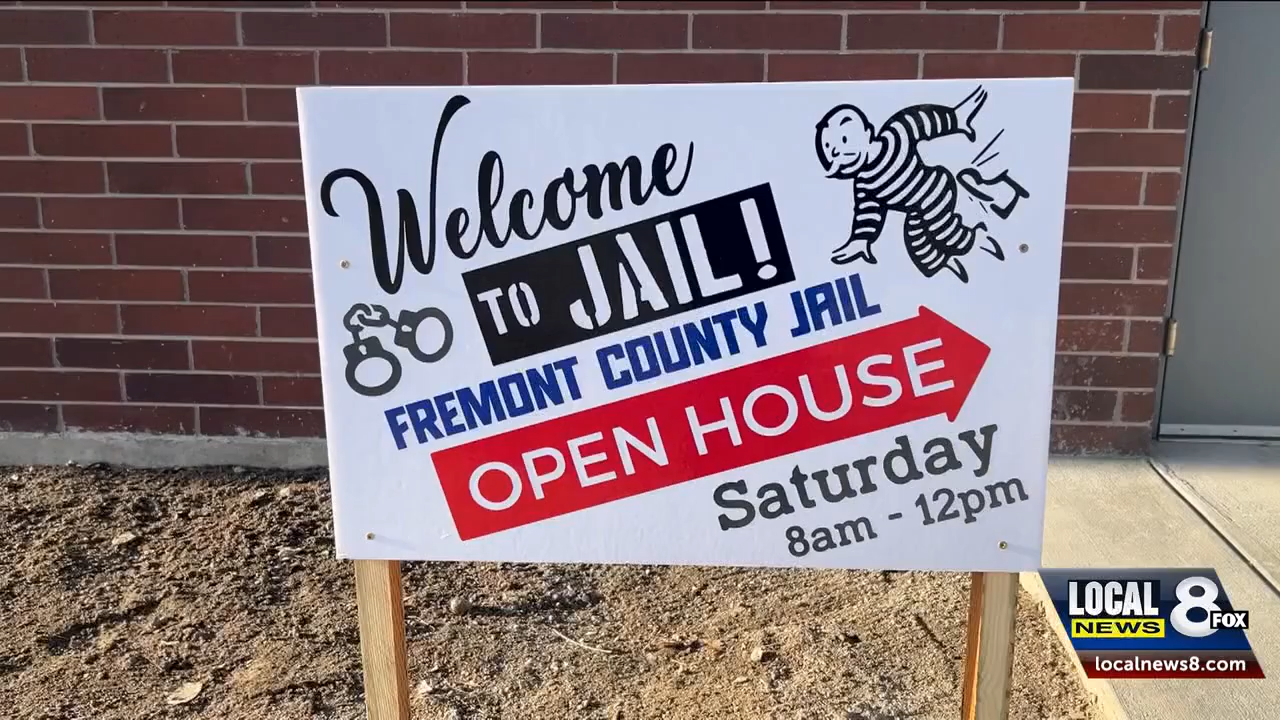 Welcome
TO JAIL!
FREMONT COUNTY JAIL
OPEN HOUSE
Saturday
8am - 12pm
LOCAL 8
NEWS FOX
localnews8.com